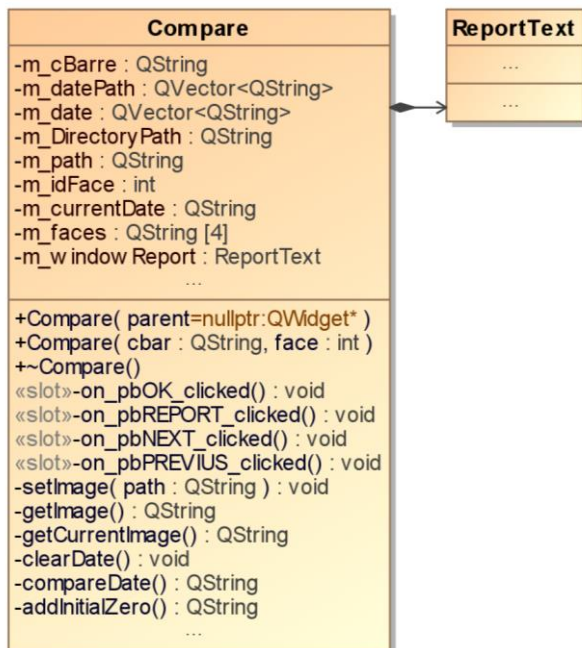 Compare
-m_cBarre : QString
-m_datePath : QVector<QString>
-m_date : QVector<QString>
-m_DirectoryPath : QString
-m_path : QString
-m_idFace : int
-m_currentDate : QString
-m_faces : QString [4]
-m_window Report : ReportText
...
+Compare( parent=nullptr:QWidget* )
+Compare( cbar : QString, face : int )
+~Compare()
«slot»-on_pbOK_clicked() : void
«slot»-on_pbREPORT_clicked() : void
«slot»-on_pbNEXT_clicked() : void
«slot»-on_pbPREVIUS_clicked() : void
-setImage( path : QString ) : void
-getImage() : QString
-getCurrentImage() : QString
-clearDate() : void
-compareDate() : QString
-addInitialZero() : QString
...
ReportText
...
...